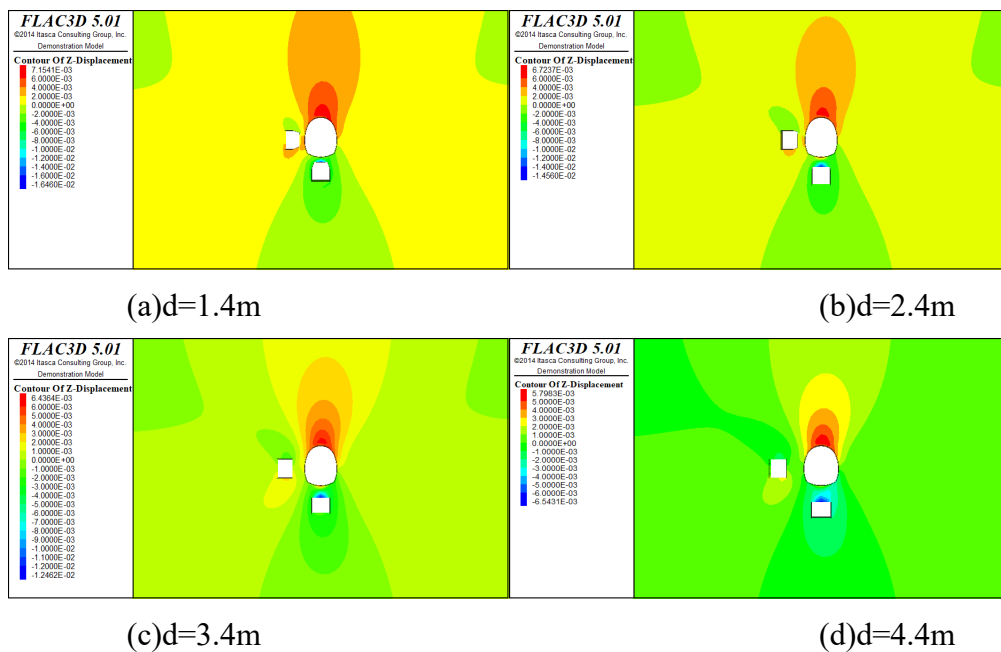 FLAC3D 5.01
©2014 Itasca Consulting Group, Inc.
Demonstration Model
Contour Of Z-Displacement
7.1541E-03
6.0000E-03
4.0000E-03
2.0000E-03
0.0000E+00
-2.0000E-03
-4.0000E-03
-6.0000E-03
-8.0000E-03
-1.0000E-02
-1.2000E-02
-1.4000E-02
-1.6000E-02
-1.6460E-02
(a)d=1.4m
FLAC3D 5.01
©2014 Itasca Consulting Group, Inc.
Demonstration Model
Contour Of Z-Displacement
6.7237E-03
6.0000E-03
4.0000E-03
2.0000E-03
0.0000E+00
-2.0000E-03
-4.0000E-03
-6.0000E-03
-8.0000E-03
-1.0000E-02
-1.2000E-02
-1.4000E-02
-1.4560E-02
(b)d=2.4m
FLAC3D 5.01
©2014 Itasca Consulting Group, Inc.
Demonstration Model
Contour Of Z-Displacement
6.4364E-03
6.0000E-03
5.0000E-03
4.0000E-03
3.0000E-03
2.0000E-03
1.0000E-03
0.0000E+00
-1.0000E-03
-2.0000E-03
-3.0000E-03
-4.0000E-03
-5.0000E-03
-6.0000E-03
-7.0000E-03
-8.0000E-03
-9.0000E-03
-1.0000E-02
-1.1000E-02
-1.2000E-02
-1.2462E-02
(c)d=3.4m
FLAC3D 5.01
©2014 Itasca Consulting Group, Inc.
Demonstration Model
Contour Of Z-Displacement
5.7983E-03
5.0000E-03
4.0000E-03
3.0000E-03
2.0000E-03
1.0000E-03
0.0000E+00
-1.0000E-03
-2.0000E-03
-3.0000E-03
-4.0000E-03
-5.0000E-03
-6.0000E-03
-6.5431E-03
(d)d=4.4m